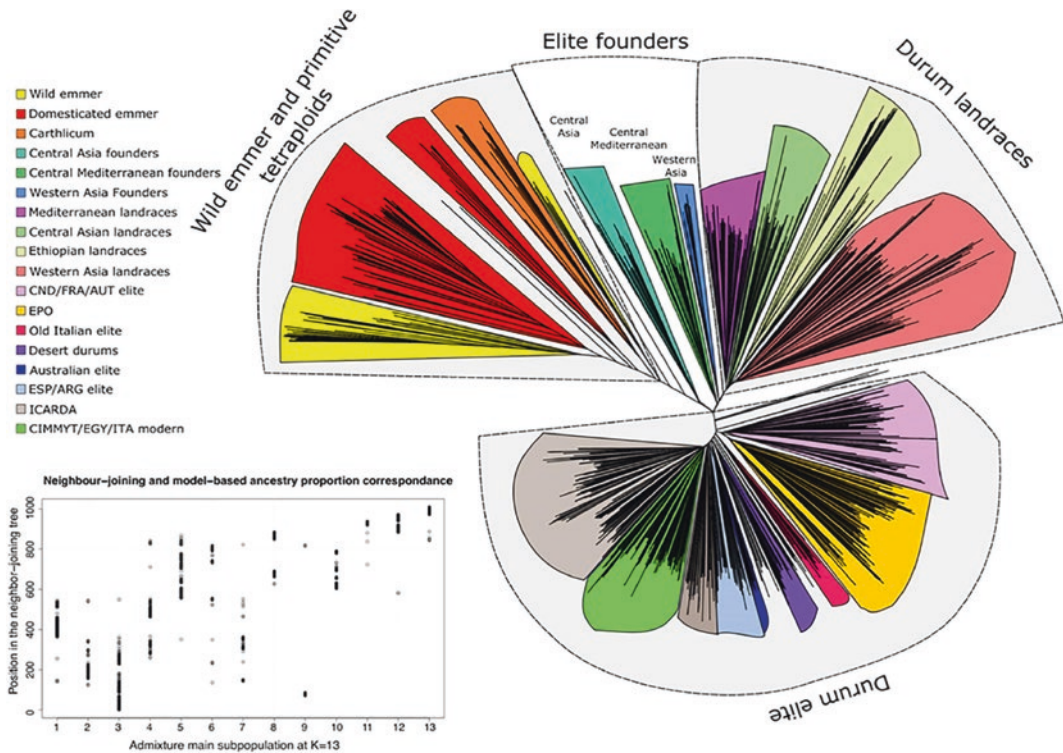 Elite founders
Durum landraces
Wild emmer and primitive
tetraploids
Central
Asia
Central
Mediterranean
Western
Asia
Wild emmer
Domesticated emmer
Carthlicum
Central Asia founders
Central Mediterranean founders
Western Asia Founders
Mediterranean landraces
Central Asian landraces
Ethiopian landraces
Western Asia landraces
CND/FRA/AUT elite
EPO
Old Italian elite
Desert durums
Australian elite
ESP/ARG elite
ICARDA
CIMMYT/EGY/ITA modern
Durum elite
Neighbour-joining and model-based ancestry proportion correspondance
Position in the neighbor-joining tree
1000
800
600
400
200
0
1 2 3 4 5 6 7 8 9 10 11 12 13
Admixture main subpopulation at K=13